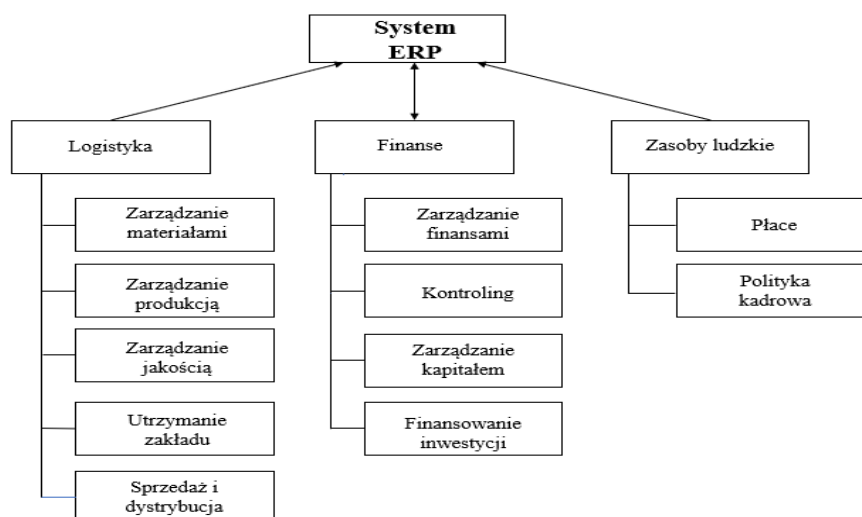 System
ERP
Logistyka
Finanse
Zasoby ludzkie
Zarządzanie
materiałami
Zarządzanie
produkcją
Zarządzanie
jakością
Utrzymanie
zakładu
Sprzedaż i
dystrybucja
Zarządzanie
finansami
Kontroling
Zarządzanie
kapitałem
Finansowanie
inwestycji
Płace
Polityka
kadrowa